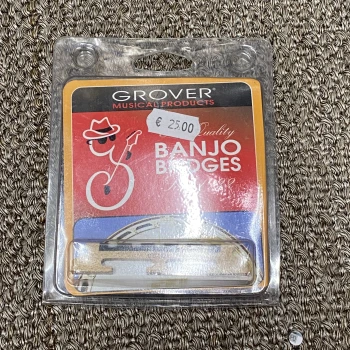 GROVER®
MUSICAL PRODUCTS
€ 25.00
Quality
BANJO
BRIDGES